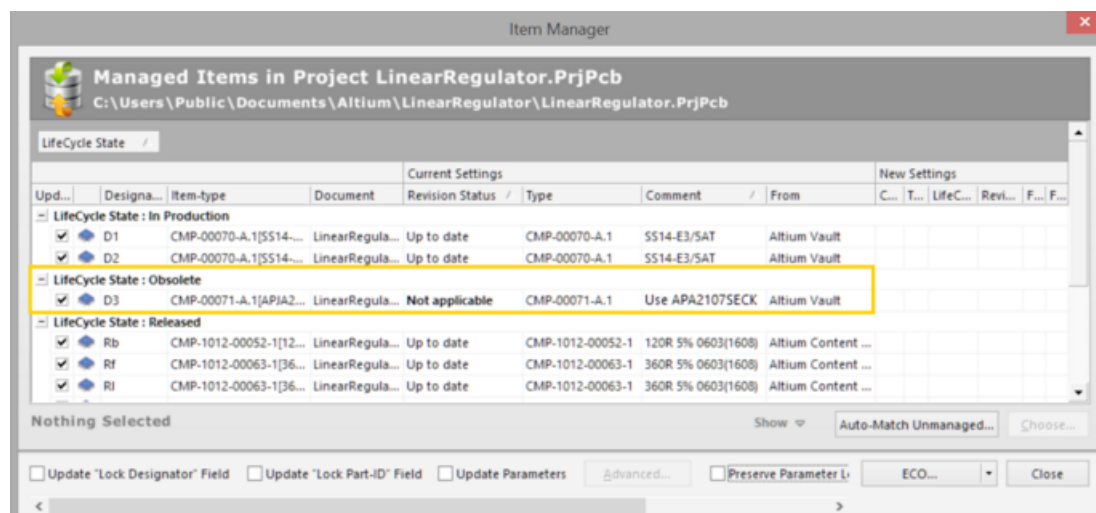 Item Manager
Managed Items in Project LinearRegulator.PrjPcb
C:\Users\Public\Documents\Altium\LinearRegulator\LinearRegulator.PrjPcb
LifeCycle State
Current Settings New Settings
Upd... Designa... Item-type Document Revision Status Type Comment From C... T... LifeC... Revi... F... F...
LifeCycle State : In Production
D1 CMP-00070-A.1[SS14-... LinearRegula... Up to date CMP-00070-A.1 SS14-E3/5AT Altium Vault
D2 CMP-00070-A.1[SS14-... LinearRegula... Up to date CMP-00070-A.1 SS14-E3/5AT Altium Vault
LifeCycle State : Obsolete
D3 CMP-00071-A.1[APJA2... LinearRegula... Not applicable CMP-00071-A.1 Use APA2107SECK Altium Vault
LifeCycle State : Released
Rb CMP-1012-00052-1[12... LinearRegula... Up to date CMP-1012-00052-1 120R 5% 0603(1608) Altium Content ...
Rf CMP-1012-00063-1[36... LinearRegula... Up to date CMP-1012-00063-1 360R 5% 0603(1608) Altium Content ...
RI CMP-1012-00063-1[36... LinearRegula... Up to date CMP-1012-00063-1 360R 5% 0603(1608) Altium Content ...
Nothing Selected Show Auto-Match Unmanaged... Choose...
Update "Lock Designator" Field Update "Lock Part-ID" Field Update Parameters Advanced... Preserve Parameter ECO... Close